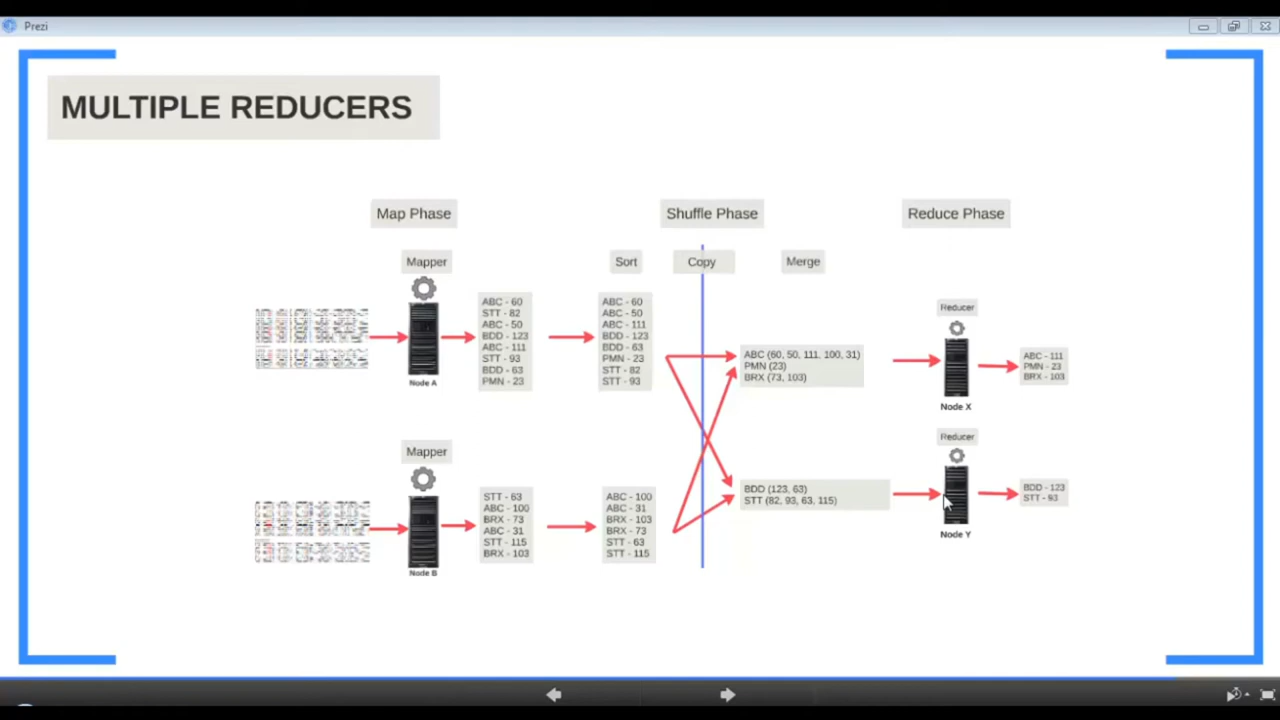 Prezi
MULTIPLE REDUCERS
Map Phase
Shuffle Phase
Reduce Phase
Mapper
Sort
Copy
Merge
ABC - 60
STT - 82
ABC - 50
BDD - 123
ABC - 111
STT - 93
BDD - 63
PMN - 23
Node A
ABC - 60
ABC - 50
ABC - 111
BDD - 123
BDD - 63
PMN - 23
STT - 82
STT - 93
ABC (60, 50, 111, 100, 31)
PMN (23)
BRX (73, 103)
Reducer
Node X
ABC - 111
PMN - 23
BRX - 103
Mapper
STT - 63
ABC - 100
BRX - 73
ABC - 31
STT - 115
BRX - 103
Node B
ABC - 100
ABC - 31
BRX - 103
BRX - 73
STT - 63
STT - 115
BDD (123, 63)
STT (82, 93, 63, 115)
Reducer
Node Y
BDD - 123
STT - 93